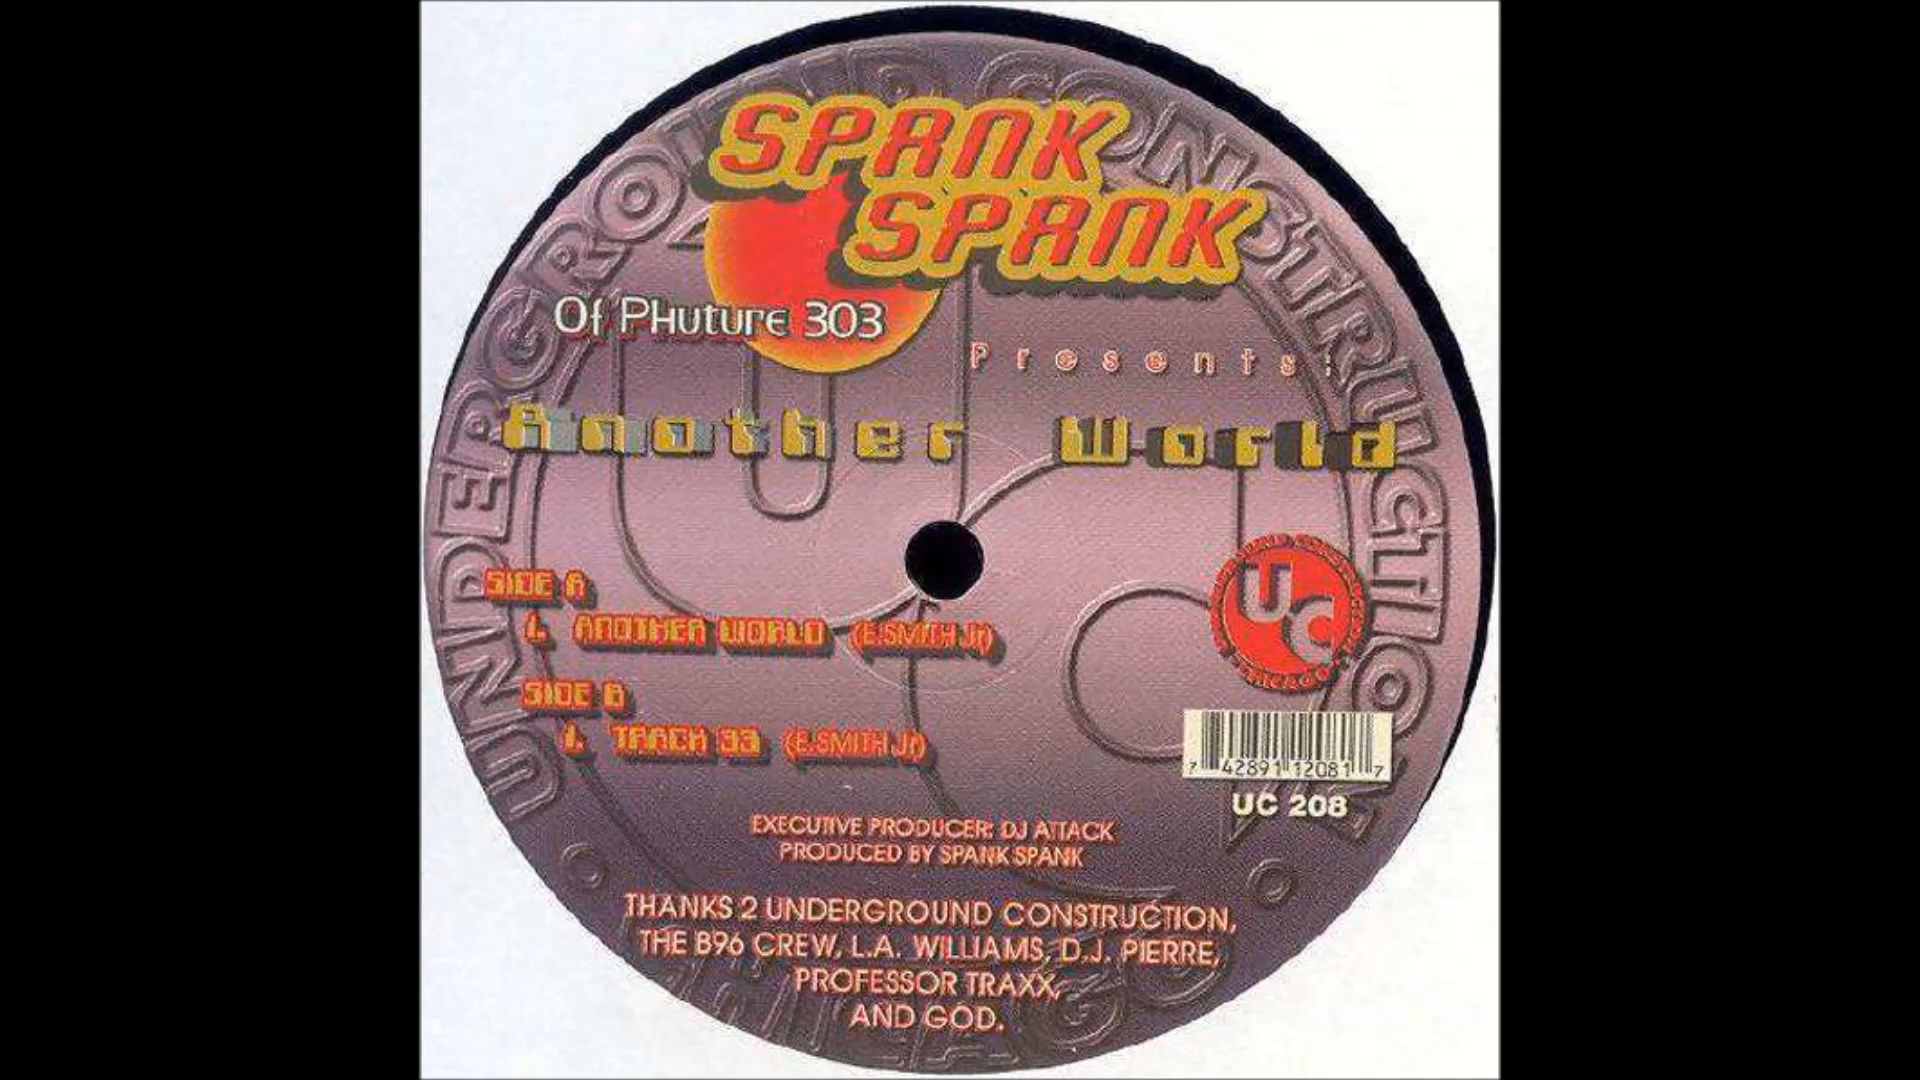 UNDERGROUND CONSTRUCTION
SPANK
SPANK
Of PHuturE 303
Presents:
Another World
SIDE A
1. ANOTHER WORLD (E.SMITH Jr)
SIDE B
1. TRACK 93 (E.SMITH Jr)
UC
CHICAGO
7 42891 12081 7
UC 208
EXECUTIVE PRODUCER: DJ ATTACK
PRODUCED BY SPANK SPANK
THANKS 2 UNDERGROUND CONSTRUCTION,
THE B96 CREW, L.A. WILLIAMS, D.J. PIERRE,
PROFESSOR TRAXX,
AND GOD.